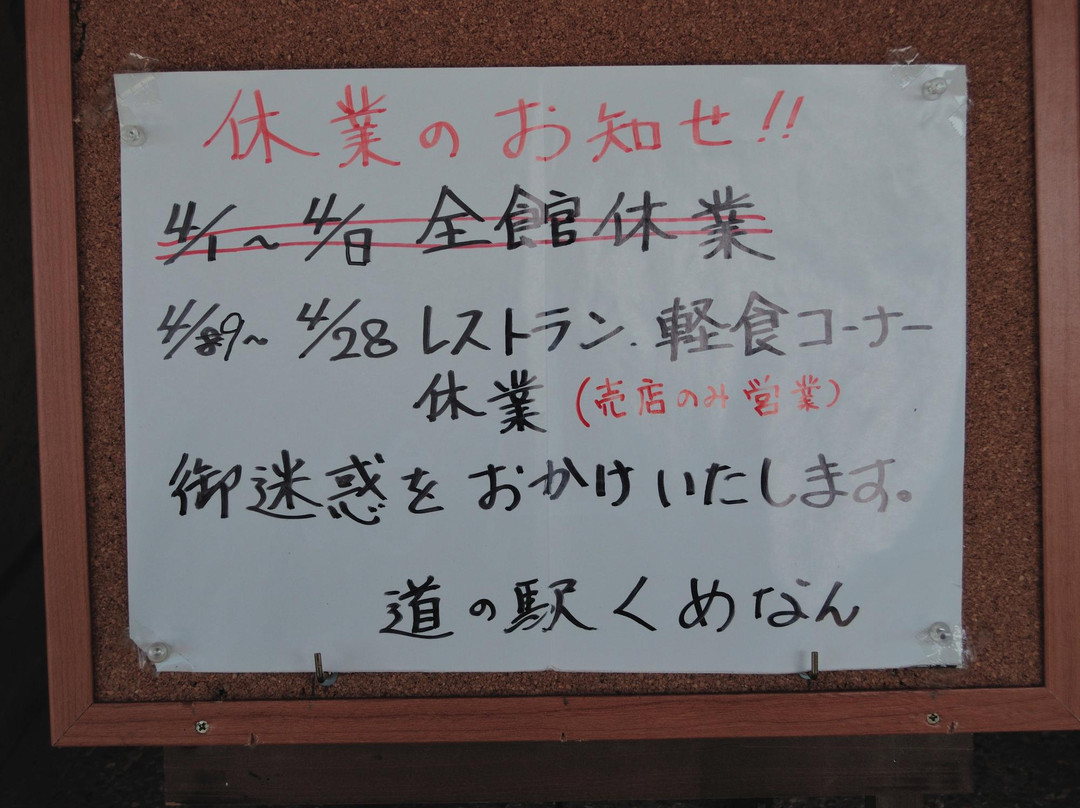 休業のお知らせ!!
4/1~4/日 全館休業
4/9~ 4/28 レストラン.軽食コーナー
休業 (売店のみ営業)
御迷惑をおかけいたします。
道の駅くめなん